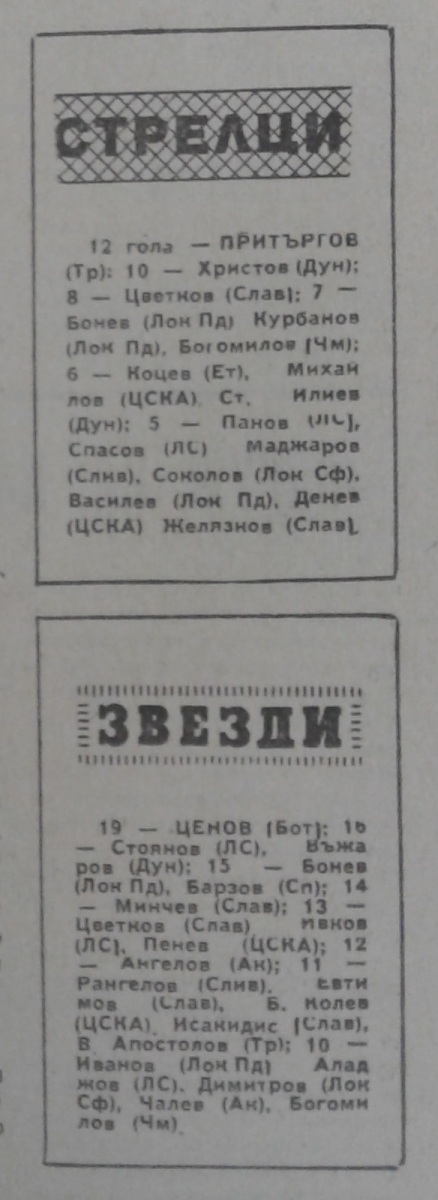 СТРЕЛЦИ
12 гола — ПРИТЪРГОВ
(Тр); 10 — Христов (Дун);
8 — Цветков (Слав); 7 —
Бонев (Лок Пд) Курбанов
(Лок Пд), Богомилов (Чм);
6 — Коцев (Ет), Михай
лов (ЦСКА) Ст. Илиев
(Дун); 5 — Панов (ЛС),
Спасов (ЛС) Маджаров
(Слив), Соколов (Лок Сф),
Василев (Лок Пд), Денев
(ЦСКА) Желязков (Слав).
ЗВЕЗДИ
19 — ЦЕНОВ (Бот); 16
— Стоянов (ЛС), Въжа
ров (Дун); 15 — Бонев
(Лок Пд), Барзов (Сп); 14
— Минчев (Слав); 13 —
Цветков (Слав) Ивков
(ЛС), Пенев (ЦСКА); 12
— Ангелов (Ак); 11 —
Рангелов (Слив), Евти
мов (Слав), Б. Колев
(ЦСКА), Исакидис (Слав),
В Апостолов (Тр); 10 —
Иванов (Лок Пд) Алад
жов (ЛС), Димитров (Лок
Сф), Чалев (Ак), Богоми
лов (Чм)